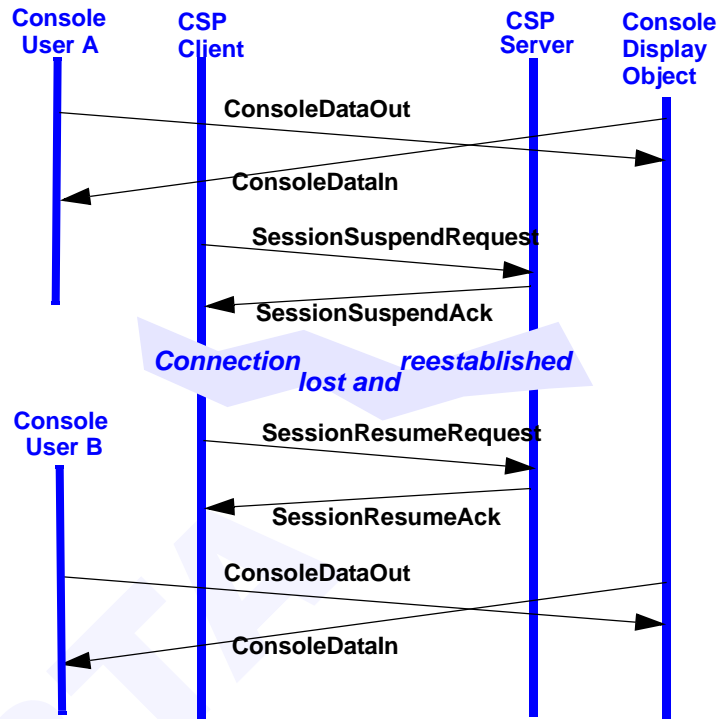 Console
User A
CSP
Client
CSP
Server
Console
Display
Object
ConsoleDataOut
ConsoleDataIn
SessionSuspendRequest
SessionSuspendAck
Connection lost and reestablished
Console
User B
SessionResumeRequest
SessionResumeAck
ConsoleDataOut
ConsoleDataIn